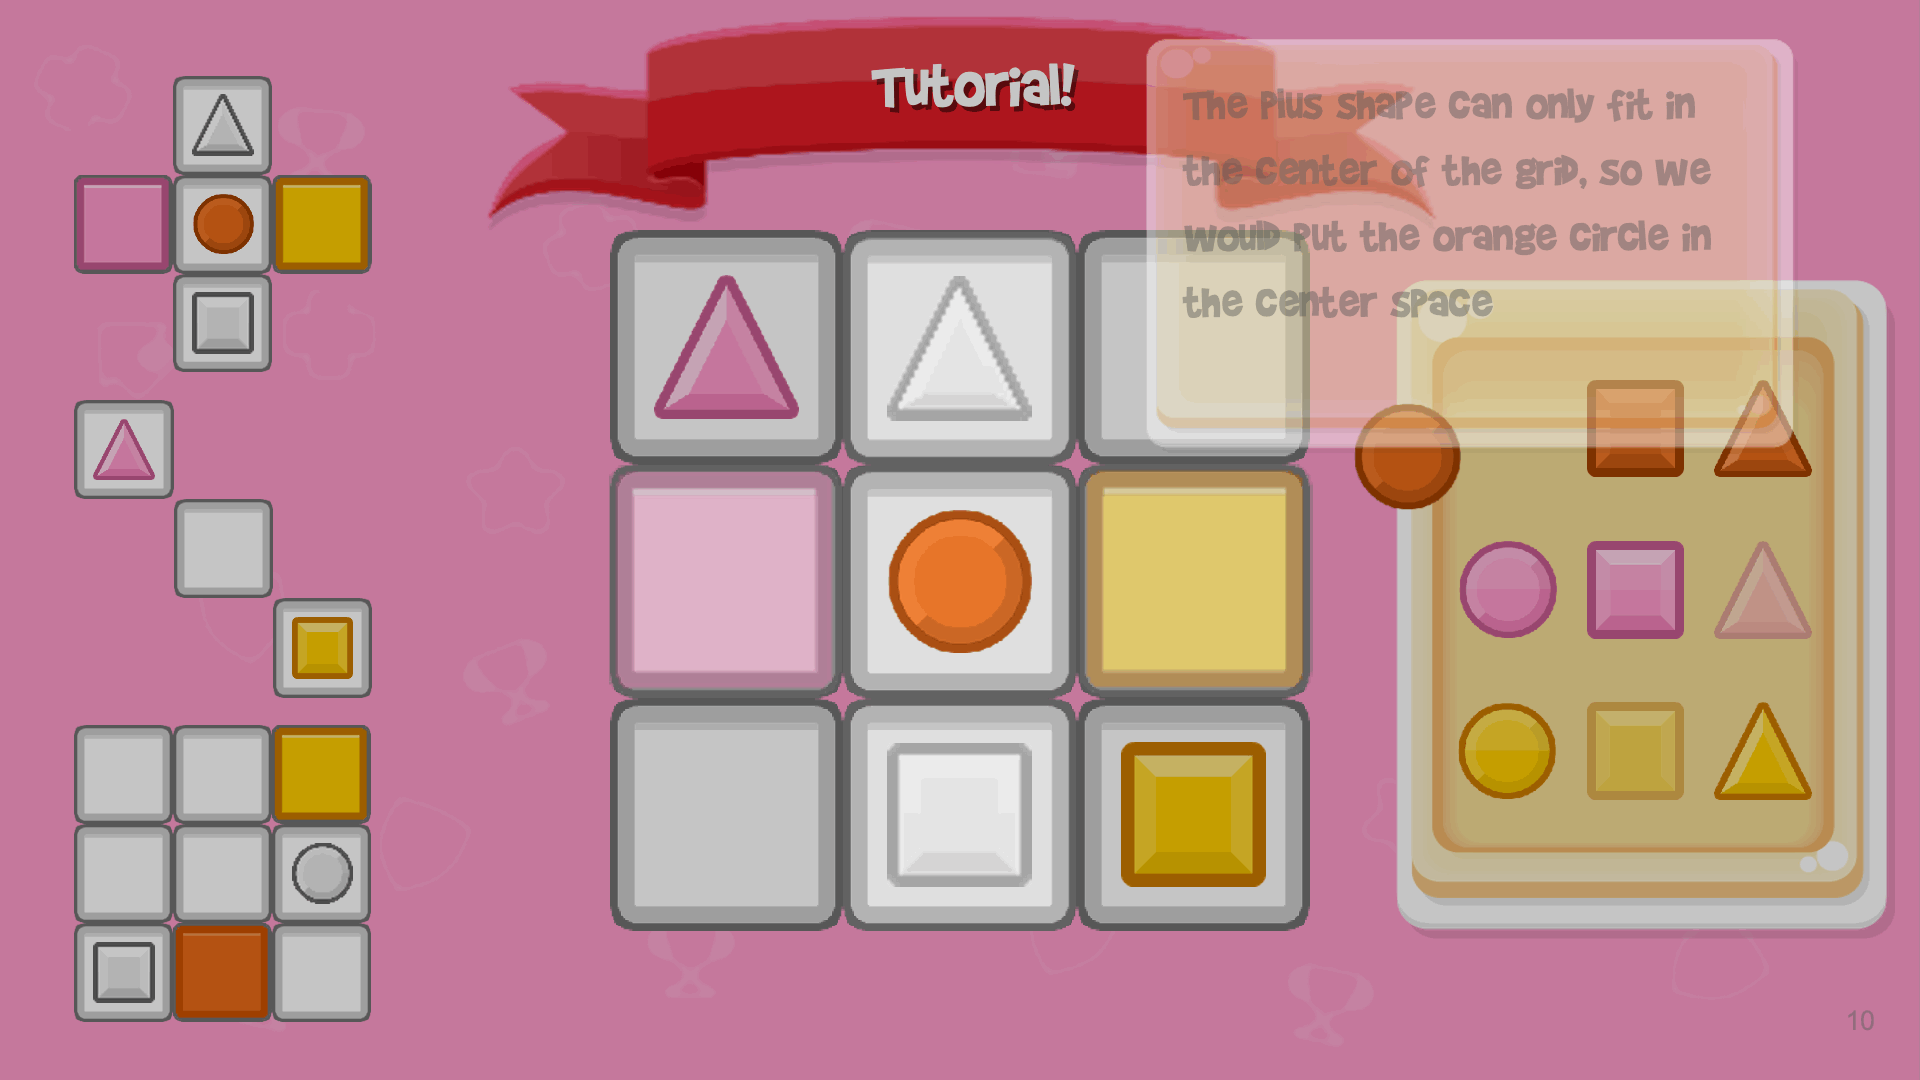 Tutorial!
The plus shape can only fit in
the center of the grid, so we
would put the orange circle in
the center space
10